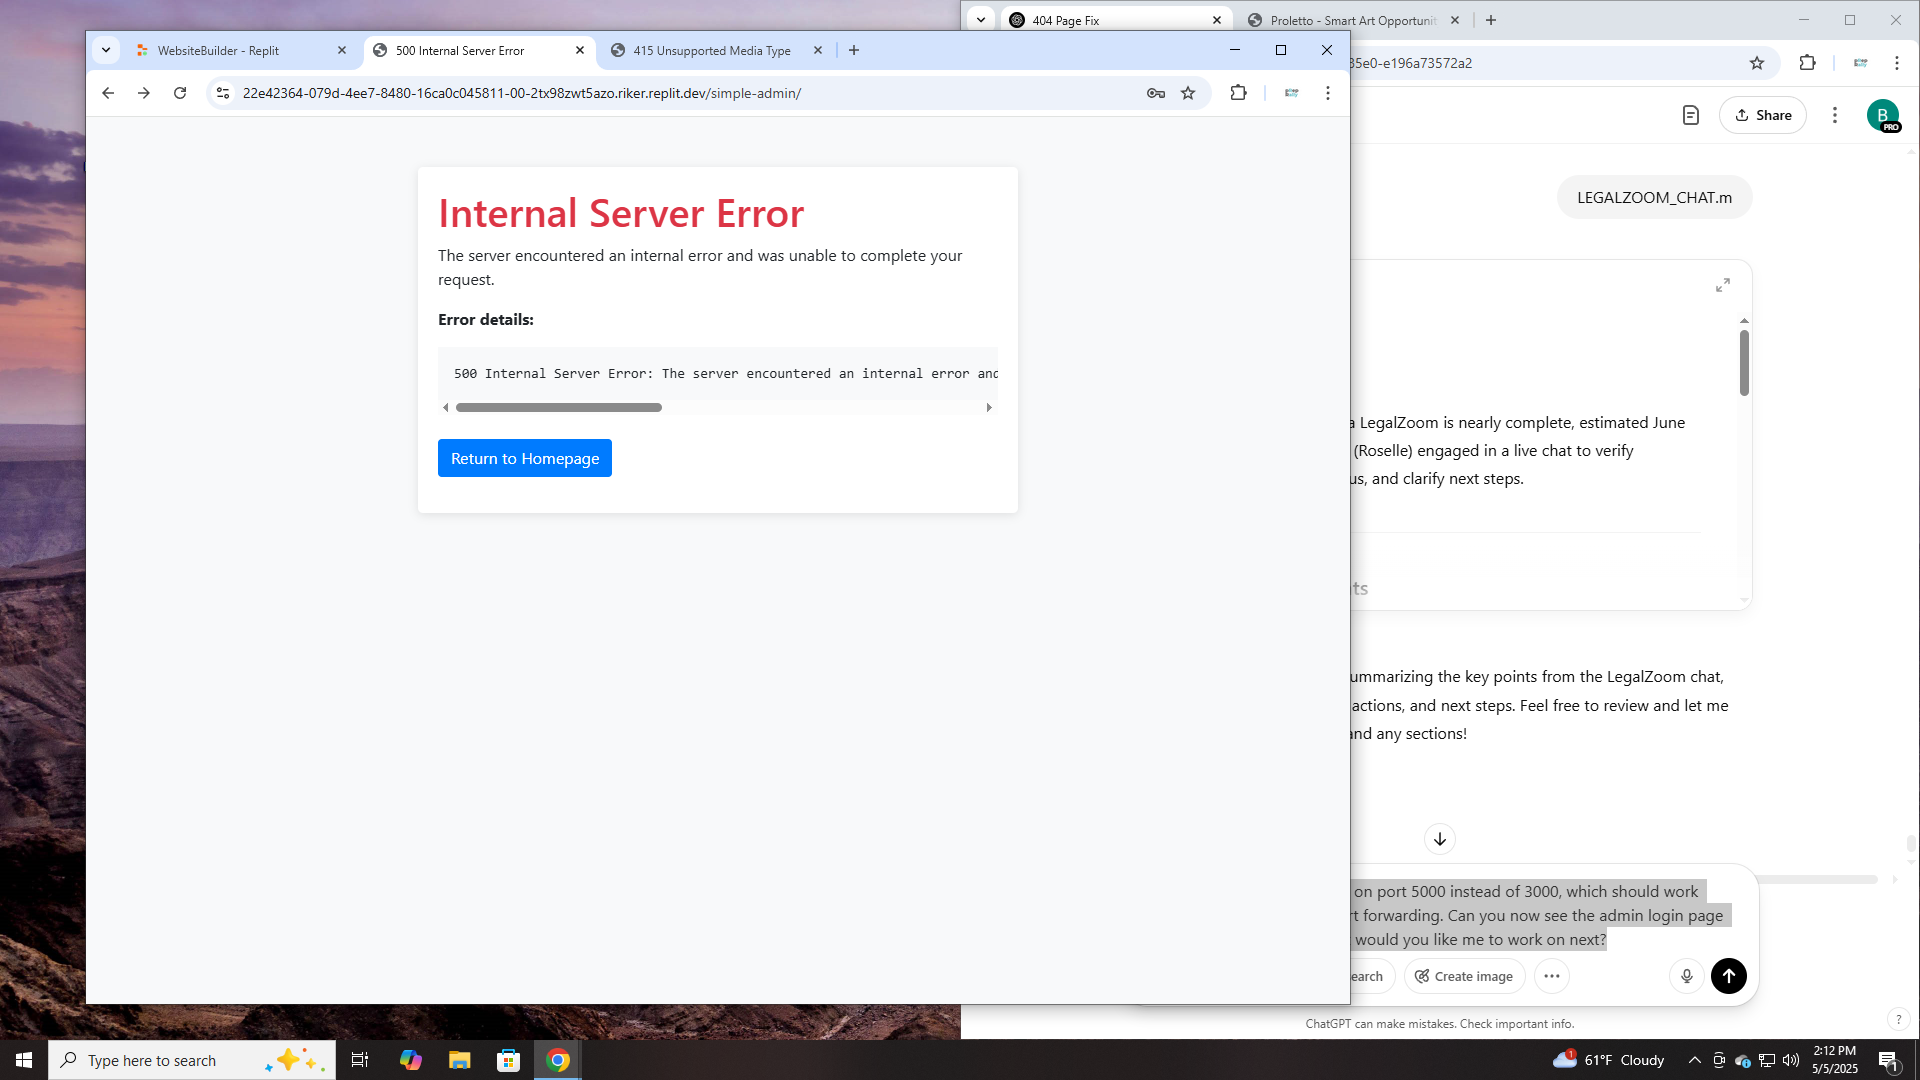 404 Page Fix
Proletto - Smart Art Opportunit
WebsiteBuilder - Replit
500 Internal Server Error
415 Unsupported Media Type
35e0-e196a73572a2
22e42364-079d-4ee7-8480-16ca0c045811-00-2tx98zwt5azo.riker.replit.dev/simple-admin/
Share
B
PRO
LEGALZOOM_CHAT.m
Internal Server Error
The server encountered an internal error and was unable to complete your
request.
Error details:
500 Internal Server Error: The server encountered an internal error and
Return to Homepage
a LegalZoom is nearly complete, estimated June
(Roselle) engaged in a live chat to verify
us, and clarify next steps.
ts
ummarizing the key points from the LegalZoom chat,
actions, and next steps. Feel free to review and let me
and any sections!
on port 5000 instead of 3000, which should work
rt forwarding. Can you now see the admin login page
would you like me to work on next?
earch
Create image
ChatGPT can make mistakes. Check important info.
?
Type here to search
1
61°F Cloudy
2:12 PM
5/5/2025
1